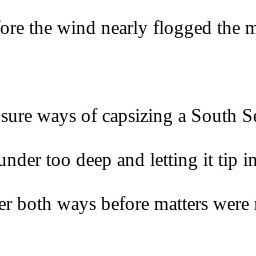 ore the wind nearly flogged the m
sure ways of capsizing a South Se
under too deep and letting it tip in
er both ways before matters were